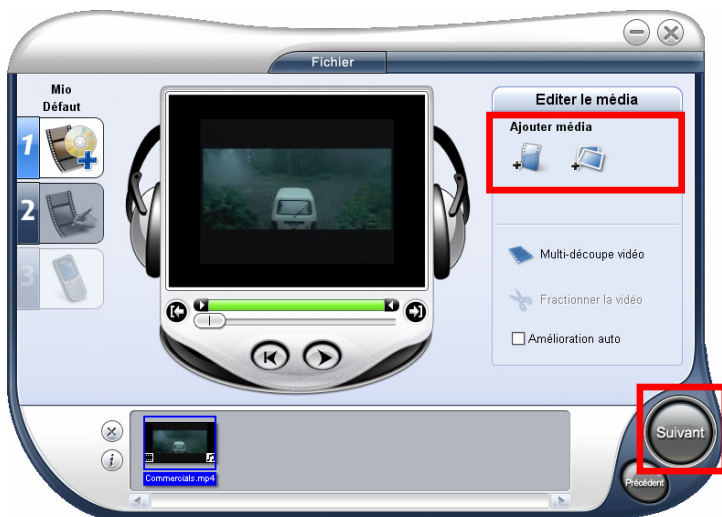 Fichier
Mio
Défaut
1
2
3
Editer le média
Ajouter média
Multi-découpe vidéo
Fractionner la vidéo
Amélioration auto
Commercials.mp4
Suivant
Précédent